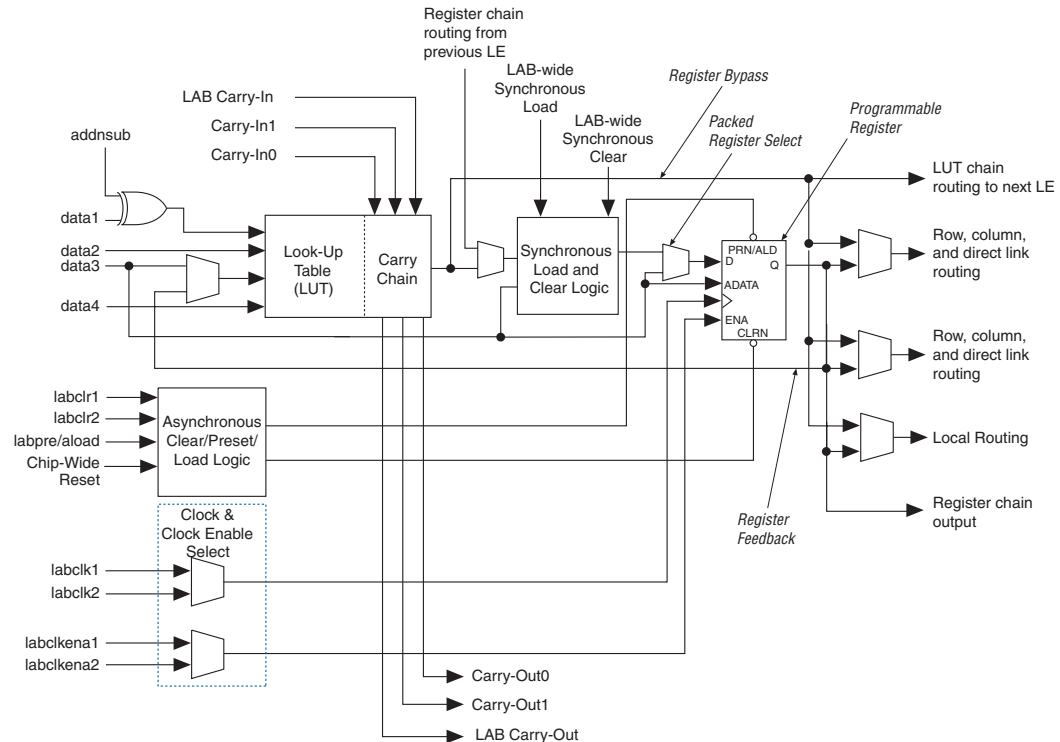 Register chain
routing from
previous LE
LAB-wide
Synchronous
Load
LAB-wide
Synchronous
Clear
Register Bypass
Packed
Register Select
Programmable
Register
LAB Carry-In
Carry-In1
Carry-In0
addnsub
data1
data2
data3
data4
Look-Up
Table
(LUT)
Carry
Chain
Synchronous
Load and
Clear Logic
PRN/ALD
D
Q
ADATA
ENA
CLRN
LUT chain
routing to next LE
Row, column,
and direct link
routing
Row, column,
and direct link
routing
Local Routing
Register chain
output
Register
Feedback
labclr1
labclr2
labpre/aload
Chip-Wide
Reset
Asynchronous
Clear/Preset/
Load Logic
Clock &
Clock Enable
Select
labclk1
labclk2
labclkena1
labclkena2
Carry-Out0
Carry-Out1
LAB Carry-Out